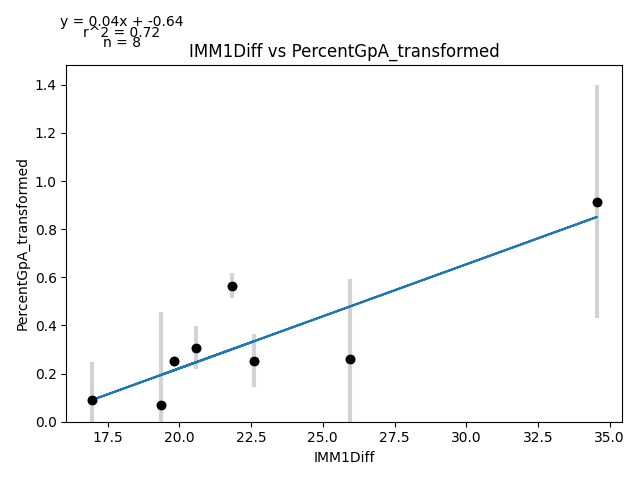 y = 0.04x + -0.64
r^2 = 0.72
n = 8
IMM1Diff vs PercentGpA_transformed
PercentGpA_transformed
1.4
1.2
1.0
0.8
0.6
0.4
0.2
0.0
17.5 20.0 22.5 25.0 27.5 30.0 32.5 35.0
IMM1Diff